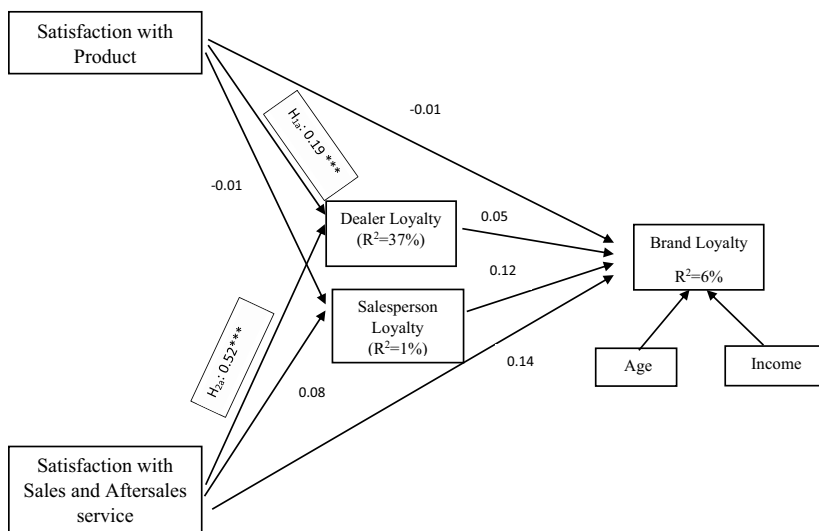 Satisfaction with
Product
-0.01
H1a: 0.19 ***
-0.01
Dealer Loyalty
(R²=37%)
0.05
Brand Loyalty
R²=6%
0.12
Salesperson
Loyalty
(R²=1%)
H2a: 0.52***
0.08
0.14
Age
Income
Satisfaction with
Sales and Aftersales
service